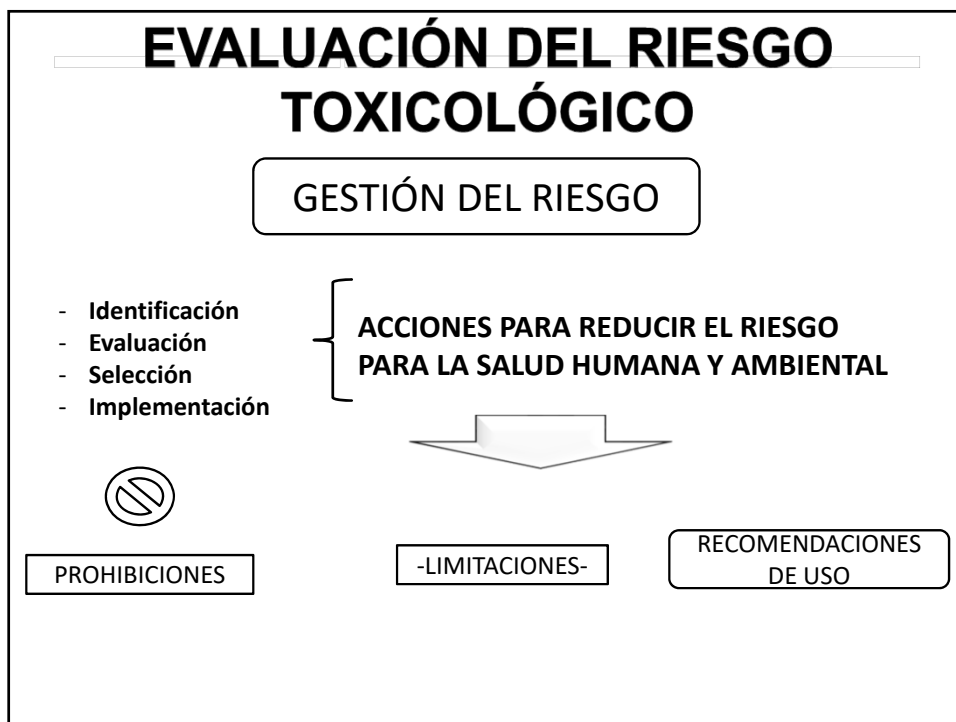 EVALUACIÓN DEL RIESGO
TOXICOLÓGICO
GESTIÓN DEL RIESGO
- Identificación
- Evaluación
- Selección
- Implementación
ACCIONES PARA REDUCIR EL RIESGO
PARA LA SALUD HUMANA Y AMBIENTAL
PROHIBICIONES
-LIMITACIONES-
RECOMENDACIONES
DE USO